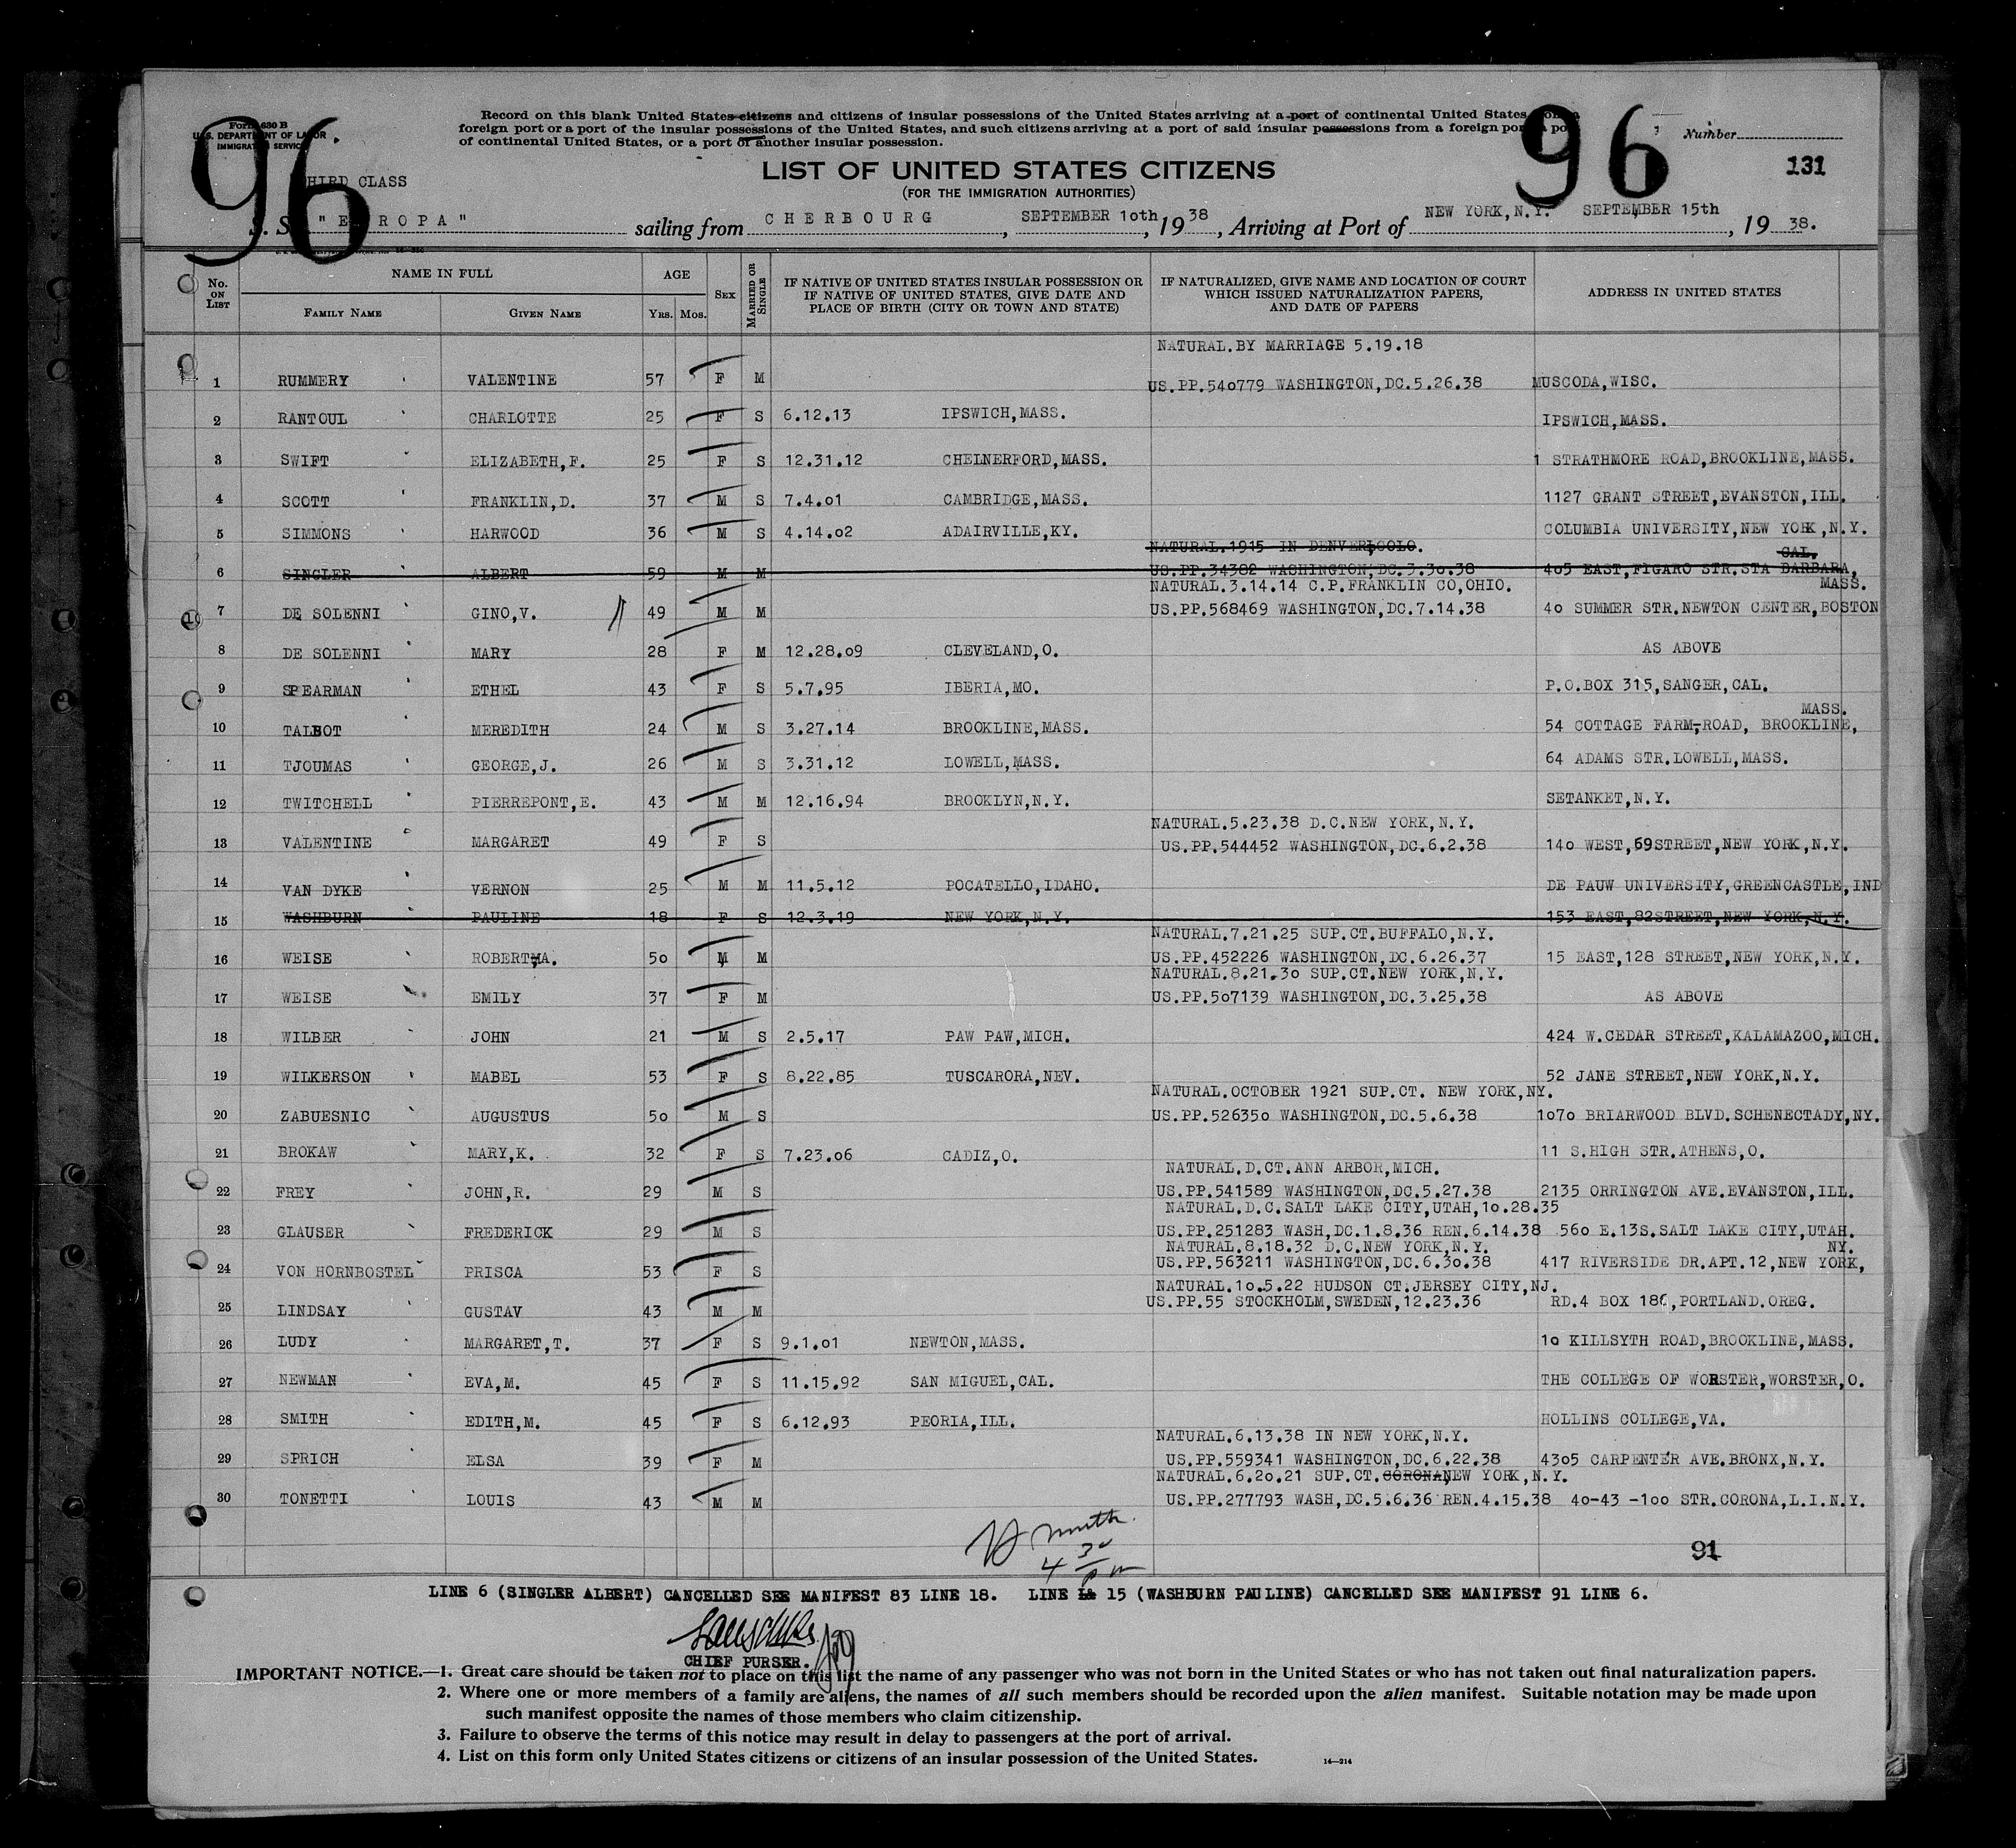 96
96
Form 630 B
U.S. DEPARTMENT OF LABOR
IMMIGRATION SERVICE
Record on this blank United States citizens and citizens of insular possessions of the United States arriving at a port of continental United States
foreign port or a port of the insular possessions of the United States, and such citizens arriving at a port of said insular possessions from a foreign port
of continental United States, or a port of another insular possession.
Number
131
LIST OF UNITED STATES CITIZENS
(FOR THE IMMIGRATION AUTHORITIES)
THIRD CLASS
S. S. "EUROPA" sailing from CHERBOURG, SEPTEMBER 10th, 1938, Arriving at Port of NEW YORK, N.Y. SEPTEMBER 15th, 1938.
No. ON LIST NAME IN FULL FAMILY NAME GIVEN NAME AGE YRS. MOS. SEX MARRIED OR SINGLE IF NATIVE OF UNITED STATES INSULAR POSSESSION OR IF NATIVE OF UNITED STATES, GIVE DATE AND PLACE OF BIRTH (CITY OR TOWN AND STATE) IF NATURALIZED, GIVE NAME AND LOCATION OF COURT WHICH ISSUED NATURALIZATION PAPERS, AND DATE OF PAPERS ADDRESS IN UNITED STATES
NATURAL.BY MARRIAGE 5.19.18
1 RUMMERY VALENTINE 57 F M US.PP.540779 WASHINGTON,DC.5.26.38 MUSCODA,WISC.
2 RANTOUL CHARLOTTE 25 F S 6.12.13 IPSWICH,MASS. IPSWICH,MASS.
3 SWIFT ELIZABETH,F. 25 F S 12.31.12 CHELNERFORD,MASS. 1 STRATHMORE ROAD,BROOKLINE,MASS.
4 SCOTT FRANKLIN,D. 37 M S 7.4.01 CAMBRIDGE,MASS. 1127 GRANT STREET,EVANSTON,ILL.
5 SIMMONS HARWOOD 36 M S 4.14.02 ADAIRVILLE,KY. COLUMBIA UNIVERSITY,NEW YORK,N.Y.
NATURAL.1915 IN DENVER,COLO. CAL.
6 SINGLER ALBERT 59 M M US.PP.34382 WASHINGTON,DC.3.30.38 405 EAST,FIGARO STR.STA BARBARA,
NATURAL.3.14.14 C.P.FRANKLIN CO,OHIO. MASS.
7 DE SOLENNI GINO,V. 49 M M US.PP.568469 WASHINGTON,DC.7.14.38 40 SUMMER STR.NEWTON CENTER,BOSTON
8 DE SOLENNI MARY 28 F M 12.28.09 CLEVELAND,O. AS ABOVE
9 SPEARMAN ETHEL 43 F S 5.7.95 IBERIA,MO. P.O.BOX 315,SANGER,CAL.
MASS.
10 TALBOT MEREDITH 24 M S 3.27.14 BROOKLINE,MASS. 54 COTTAGE FARM,ROAD, BROOKLINE,
11 TJOUMAS GEORGE,J. 26 M S 3.31.12 LOWELL,MASS. 64 ADAMS STR.LOWELL,MASS.
12 TWITCHELL PIERREPONT,E. 43 M M 12.16.94 BROOKLYN,N.Y. SETANKET,N.Y.
NATURAL.5.23.38 D.C.NEW YORK,N.Y.
13 VALENTINE MARGARET 49 F S US.PP.544452 WASHINGTON,DC.6.2.38 140 WEST,69STREET,NEW YORK,N.Y.
14 VAN DYKE VERNON 25 M M 11.5.12 POCATELLO,IDAHO. DE PAUW UNIVERSITY,GREENCASTLE,IND
15 WASHBURN PAULINE 18 F S 12.3.19 NEW YORK,N.Y. 153 EAST,82STREET,NEW YORK,N.Y.
NATURAL.7.21.25 SUP.CT.BUFFALO,N.Y.
16 WEISE ROBERT,A. 50 M M US.PP.452226 WASHINGTON,DC.6.26.37 15 EAST,128 STREET,NEW YORK,N.Y.
NATURAL.8.21.30 SUP.CT.NEW YORK,N.Y.
17 WEISE EMILY 37 F M US.PP.507139 WASHINGTON,DC.3.25.38 AS ABOVE
18 WILBER JOHN 21 M S 2.5.17 PAW PAW,MICH. 424 W.CEDAR STREET,KALAMAZOO,MICH.
19 WILKERSON MABEL 53 F S 8.22.85 TUSCARORA,NEV. 52 JANE STREET,NEW YORK,N.Y.
NATURAL.OCTOBER 1921 SUP.CT. NEW YORK,NY.
20 ZABUESNIC AUGUSTUS 50 M S US.PP.526350 WASHINGTON,DC.5.6.38 1070 BRIARWOOD BLVD.SCHENECTADY,NY.
21 BROKAW MARY,K. 32 F S 7.23.06 CADIZ,O. 11 S.HIGH STR.ATHENS,O.
NATURAL.D.CT.ANN ARBOR,MICH.
22 FREY JOHN,R. 29 M S US.PP.541589 WASHINGTON,DC.5.27.38 2135 ORRINGTON AVE.EVANSTON,ILL.
NATURAL.D.C.SALT LAKE CITY,UTAH,10.28.35
23 GLAUSER FREDERICK 29 M S US.PP.251283 WASH,DC.1.8.36 REN.6.14.38 560 E.13S.SALT LAKE CITY,UTAH.
NATURAL.8.18.32 D.C.NEW YORK,N.Y. NY.
24 VON HORNBOSTEL PRISCA 53 F S US.PP.563211 WASHINGTON,DC.6.30.38 417 RIVERSIDE DR.APT.12,NEW YORK,
NATURAL.10.5.22 HUDSON CT.JERSEY CITY,NJ.
25 LINDSAY GUSTAV 43 M M US.PP.55 STOCKHOLM,SWEDEN,12.23.36 RD.4 BOX 186,PORTLAND.OREG.
26 LUDY MARGARET,T. 37 F S 9.1.01 NEWTON,MASS. 10 KILLSYTH ROAD,BROOKLINE,MASS.
27 NEWMAN EVA,M. 45 F S 11.15.92 SAN MIGUEL,CAL. THE COLLEGE OF WORSTER,WORSTER,O.
28 SMITH EDITH,M. 45 F S 6.12.93 PEORIA,ILL. HOLLINS COLLEGE,VA.
NATURAL.6.13.38 IN NEW YORK,N.Y.
29 SPRICH ELSA 39 F M US.PP.559341 WASHINGTON,DC.6.22.38 4305 CARPENTER AVE.BRONX,N.Y.
NATURAL.6.20.21 SUP.CT.CORONA,NEW YORK,N.Y.
30 TONETTI LOUIS 43 M M US.PP.277793 WASH,DC.5.6.36 REN.4.15.38 40-43 -100 STR.CORONA,L.I.N.Y.
4 30 pm
91
LINE 6 (SINGLER ALBERT) CANCELLED SEE MANIFEST 83 LINE 18. LINE 15 (WASHBURN PAULINE) CANCELLED SEE MANIFEST 91 LINE 6.
CHIEF PURSER.
IMPORTANT NOTICE.—1. Great care should be taken not to place on this list the name of any passenger who was not born in the United States or who has not taken out final naturalization papers.
2. Where one or more members of a family are aliens, the names of all such members should be recorded upon the alien manifest. Suitable notation may be made upon
such manifest opposite the names of those members who claim citizenship.
3. Failure to observe the terms of this notice may result in delay to passengers at the port of arrival.
4. List on this form only United States citizens or citizens of an insular possession of the United States.
14—214